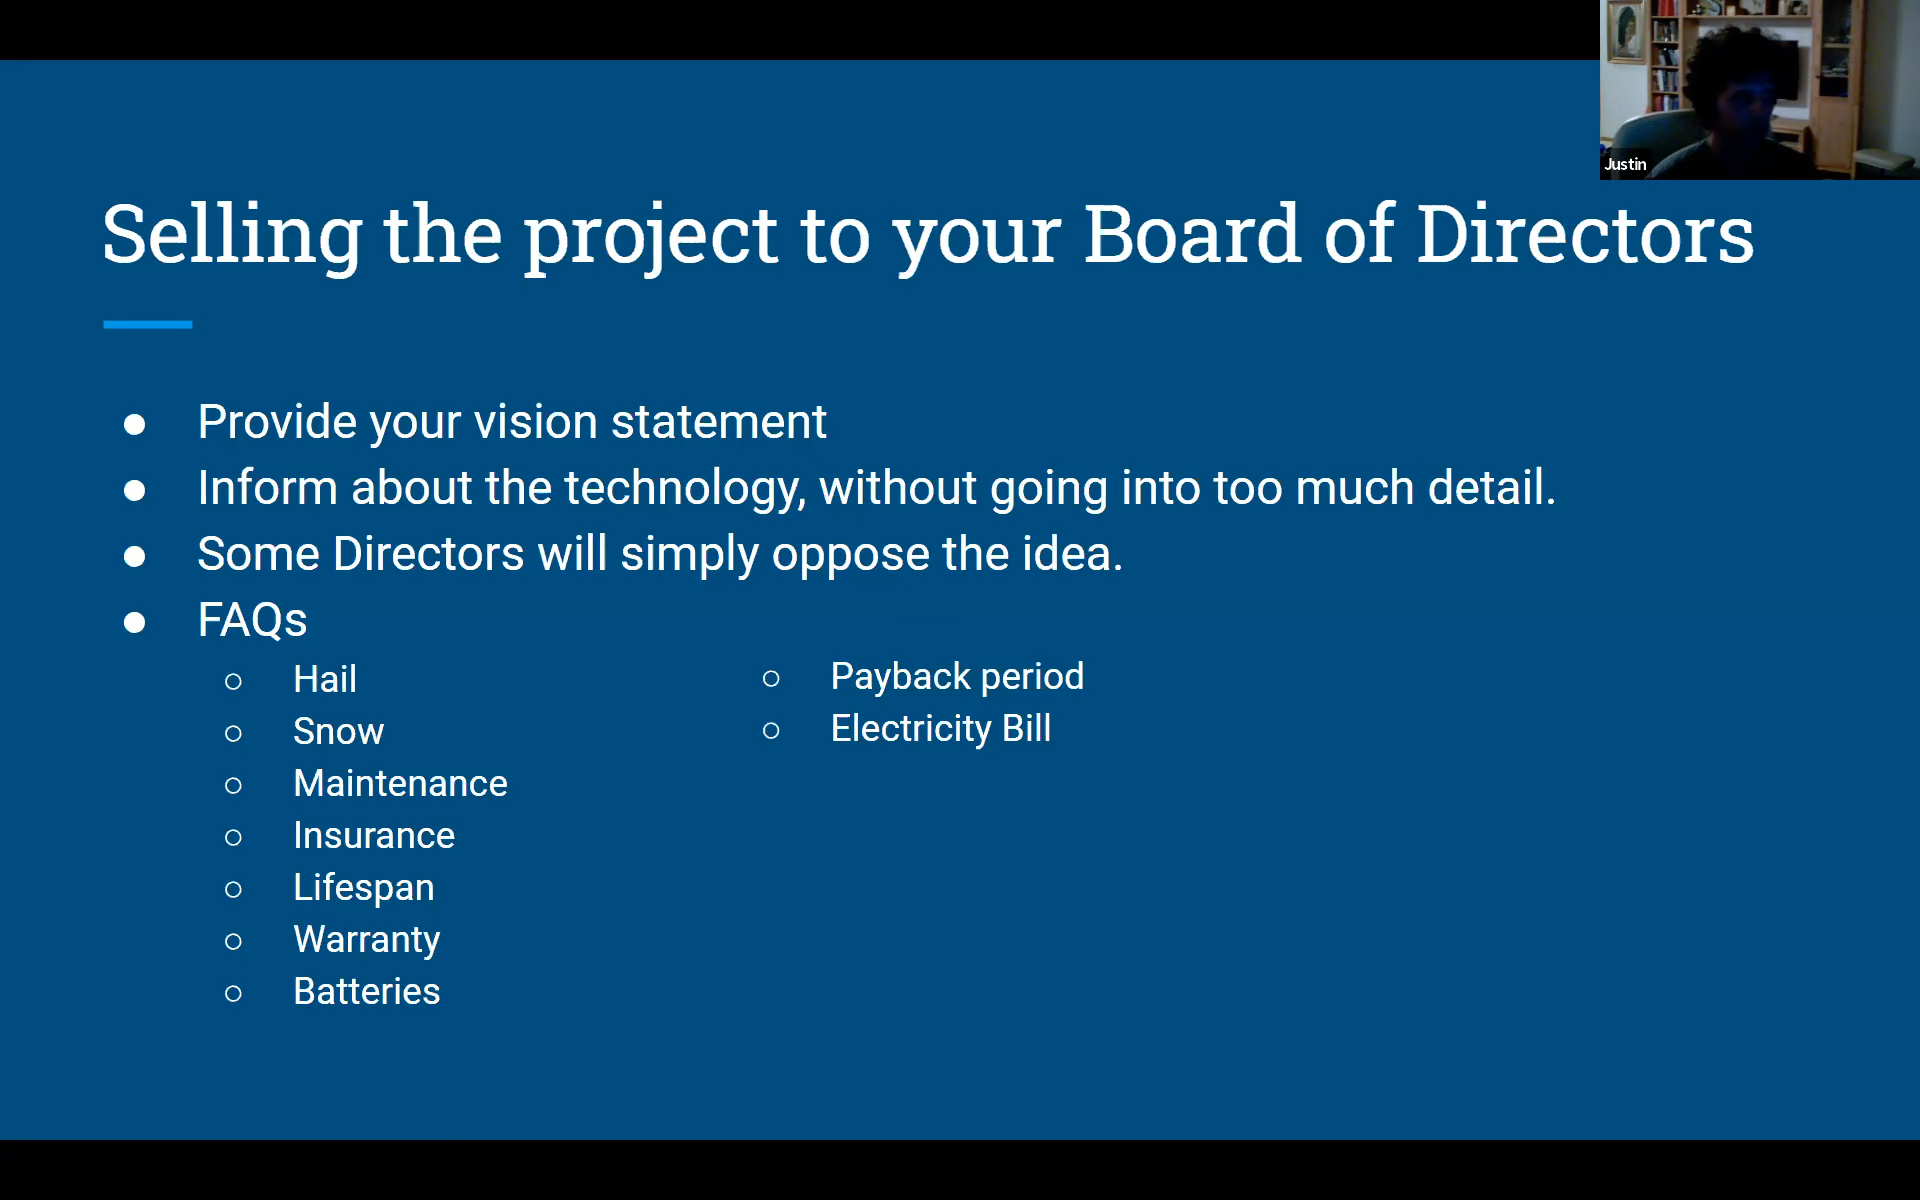 Justin
Selling the project to your Board of Directors
● Provide your vision statement
● Inform about the technology, without going into too much detail.
● Some Directors will simply oppose the idea.
● FAQs
○ Hail
○ Snow
○ Maintenance
○ Insurance
○ Lifespan
○ Warranty
○ Batteries
○ Payback period
○ Electricity Bill